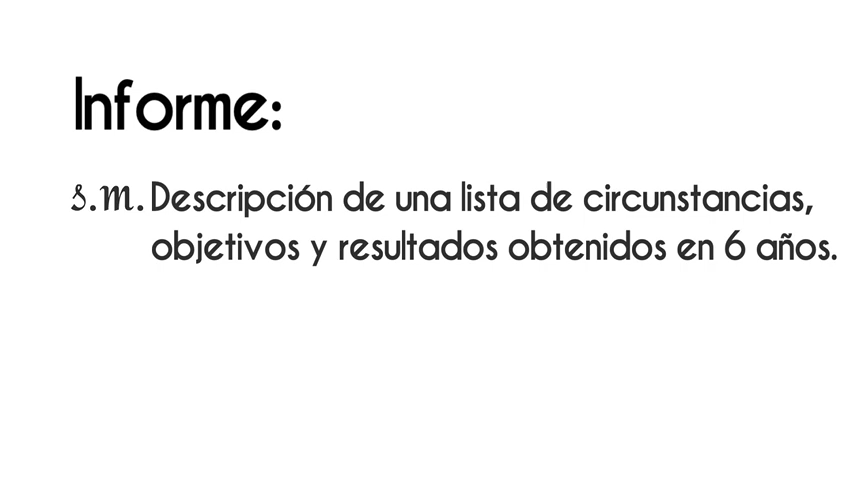 Informe:
S.M. Descripción de una lista de circunstancias,
objetivos y resultados obtenidos en 6 años.